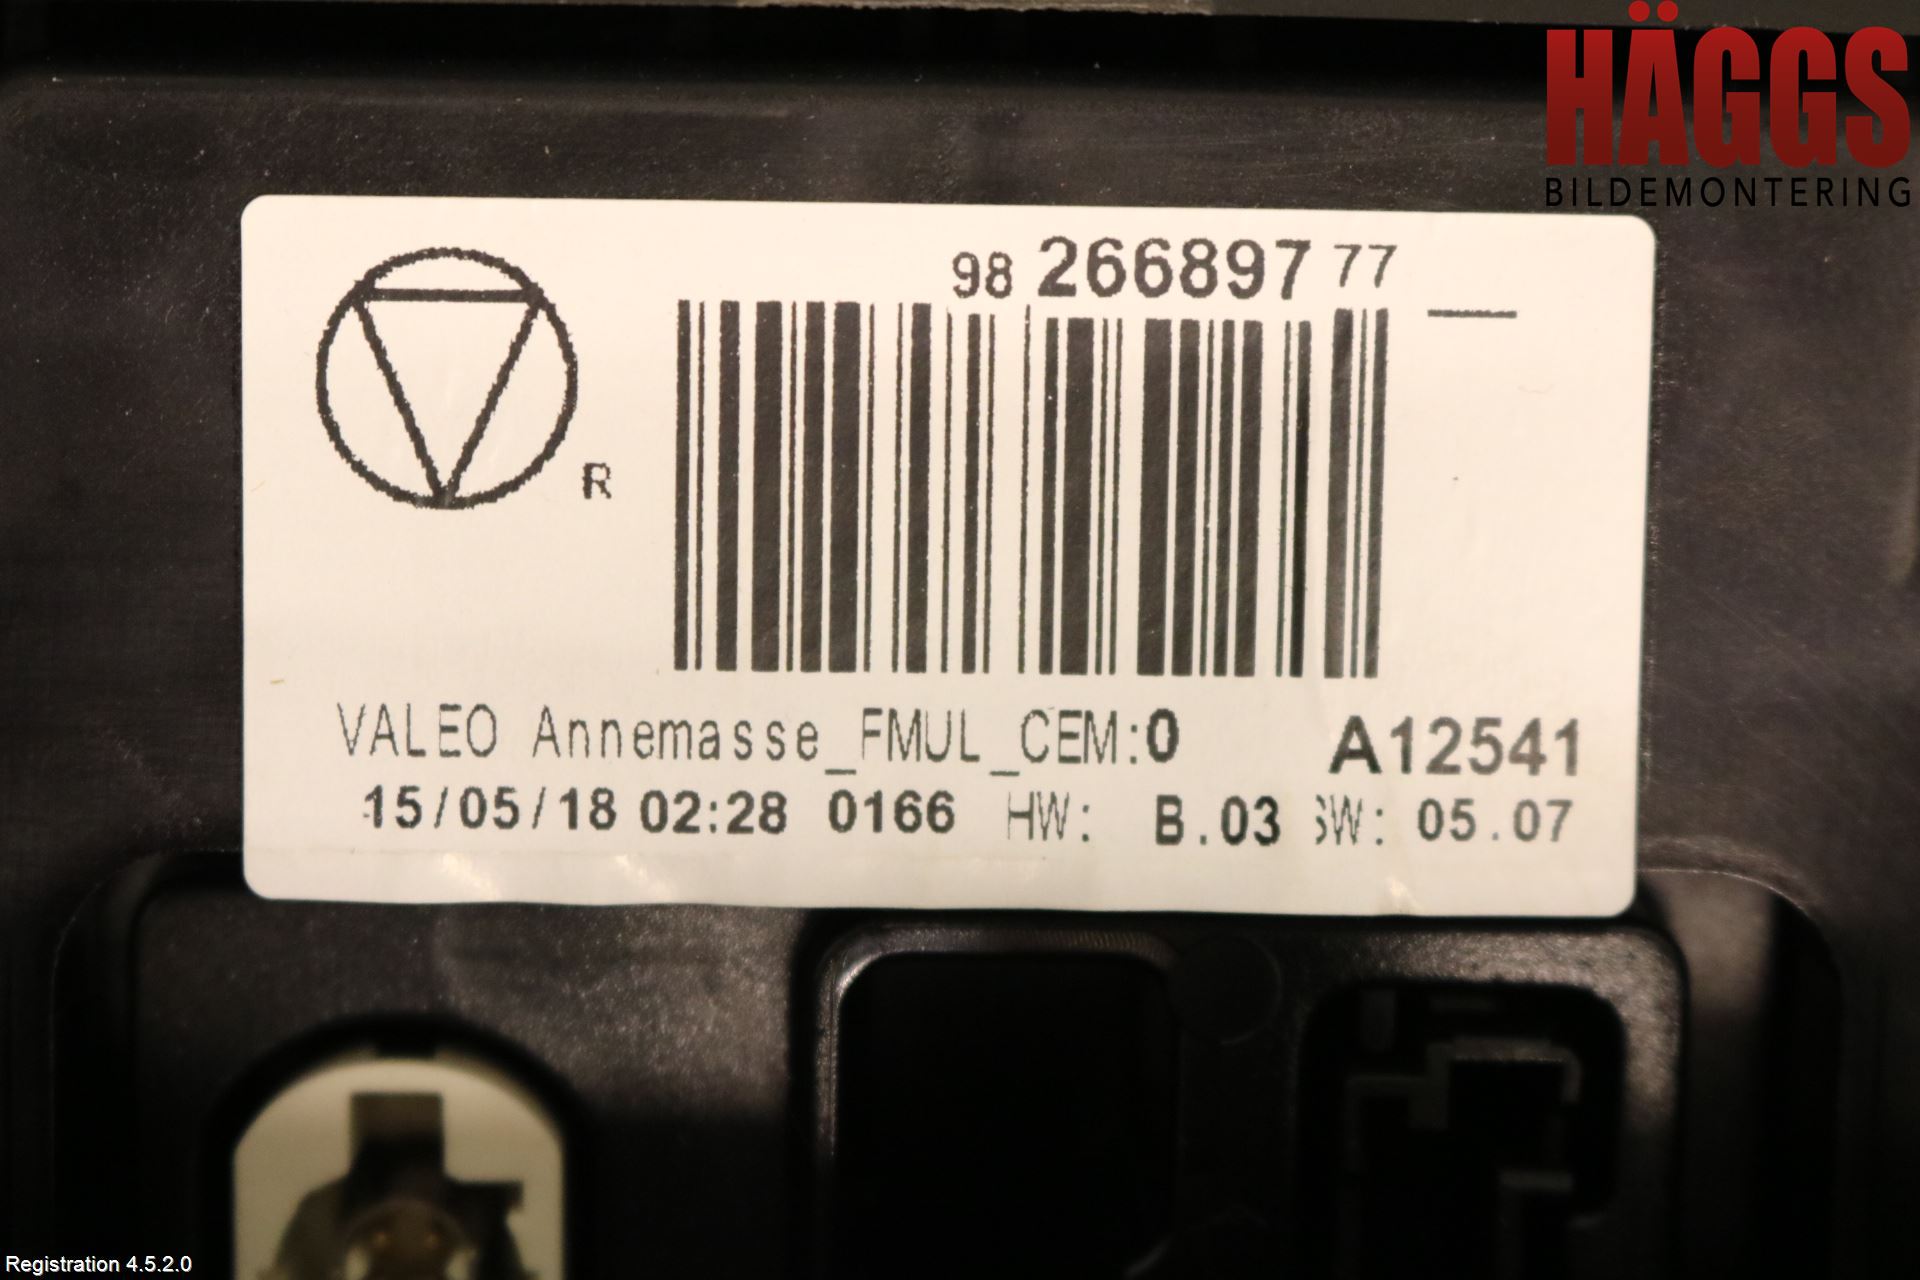 HÄGGS
BILDEMONTERING
98 266897 77
R
VALEO Annemasse_FMUL_CEM:0 A12541
15/05/18 02:28 0166 HW: B.03 SW: 05.07
Registration 4.5.2.0